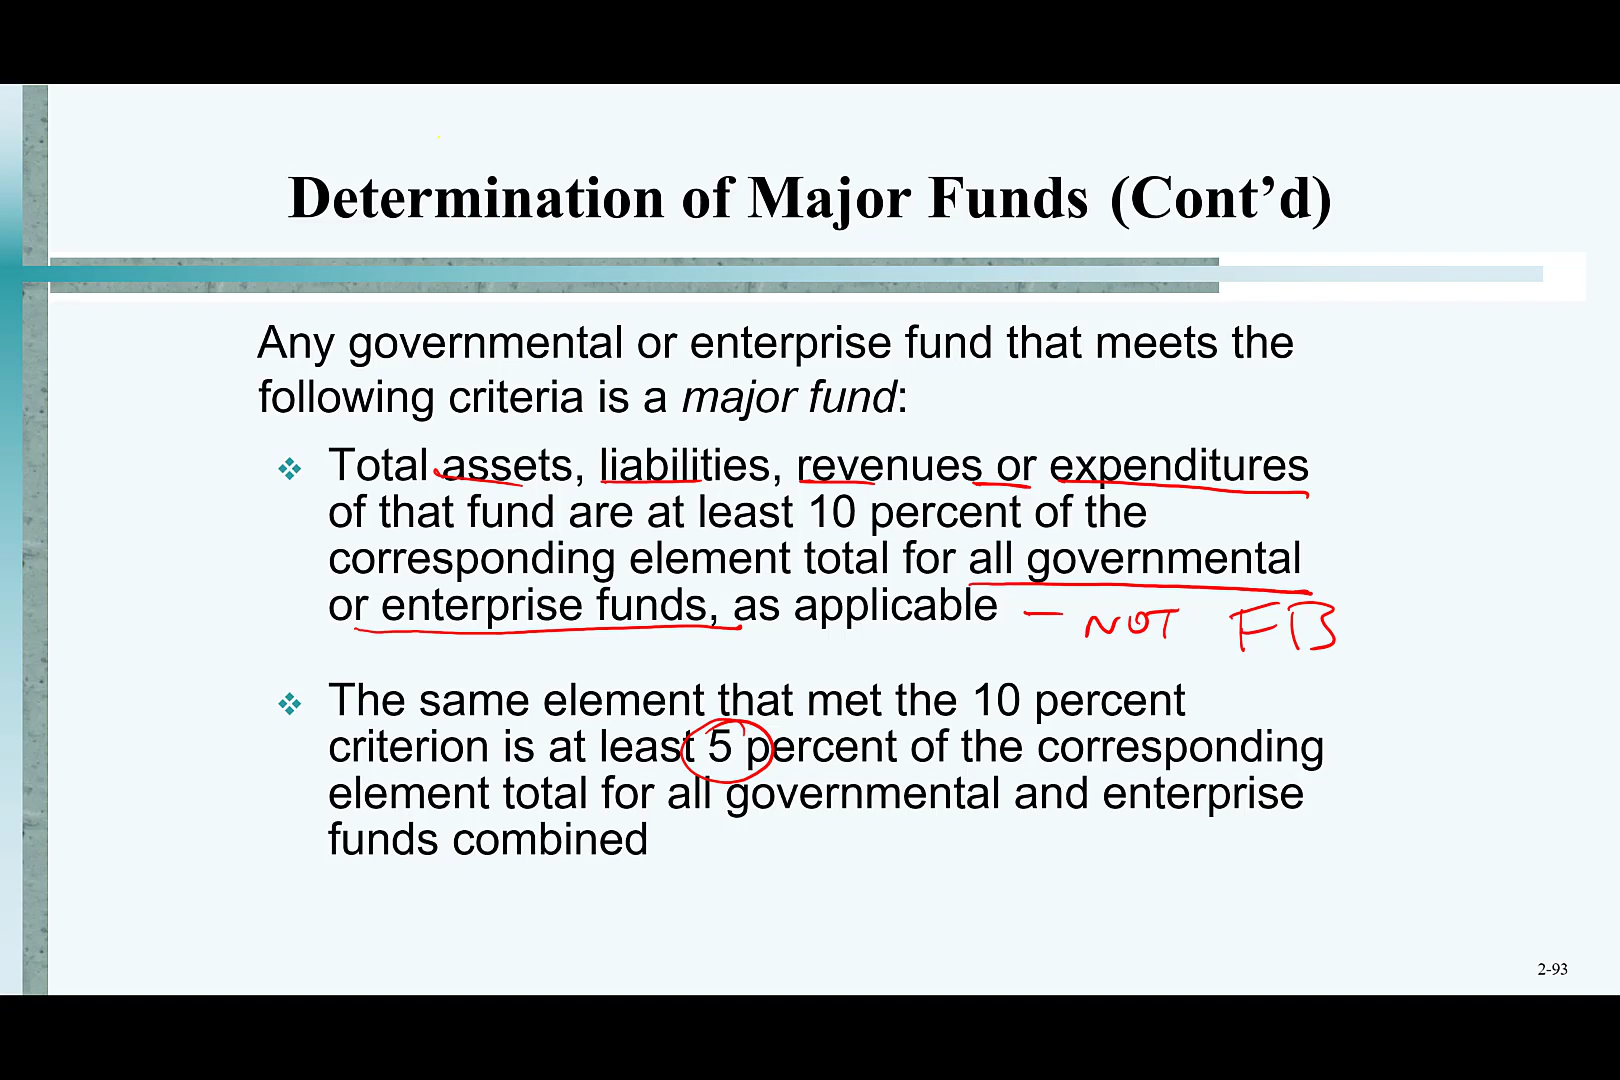 Determination of Major Funds (Cont’d)
Any governmental or enterprise fund that meets the
following criteria is a major fund:
Total assets, liabilities, revenues or expenditures
of that fund are at least 10 percent of the
corresponding element total for all governmental
or enterprise funds, as applicable — NOT FB
The same element that met the 10 percent
criterion is at least 5 percent of the corresponding
element total for all governmental and enterprise
funds combined
2-93